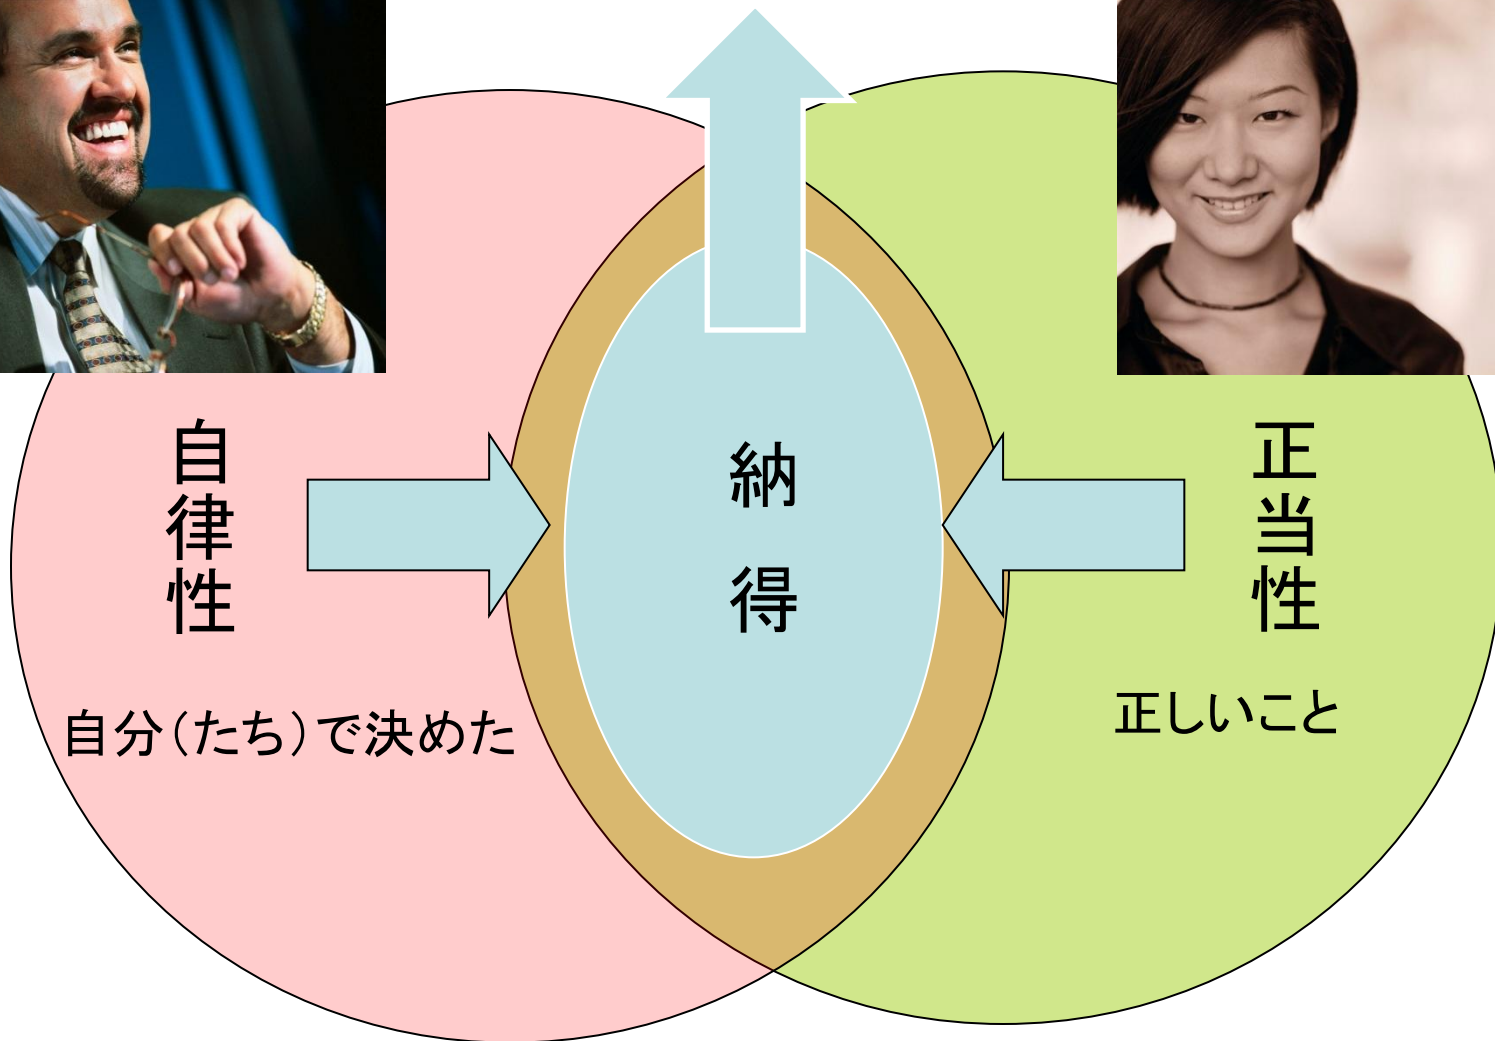 自律性
自分(たち)で決めた
納得
正当性
正しいこと